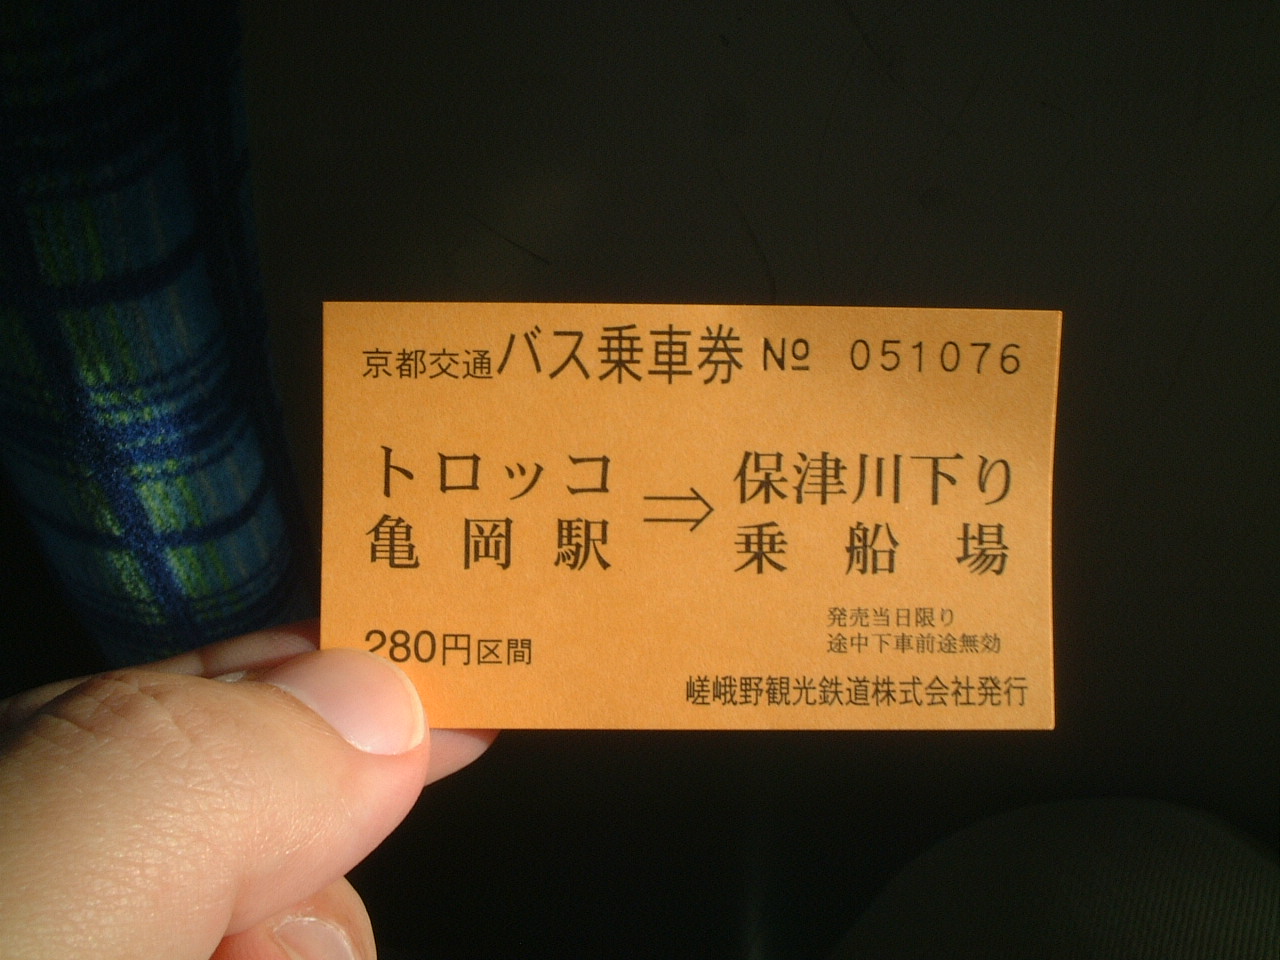 京都交通バス乗車券 № 051076
トロッコ亀岡駅 ⇒ 保津川下り乗船場
発売当日限り
途中下車前途無効
280円区間
嵯峨野観光鉄道株式会社発行